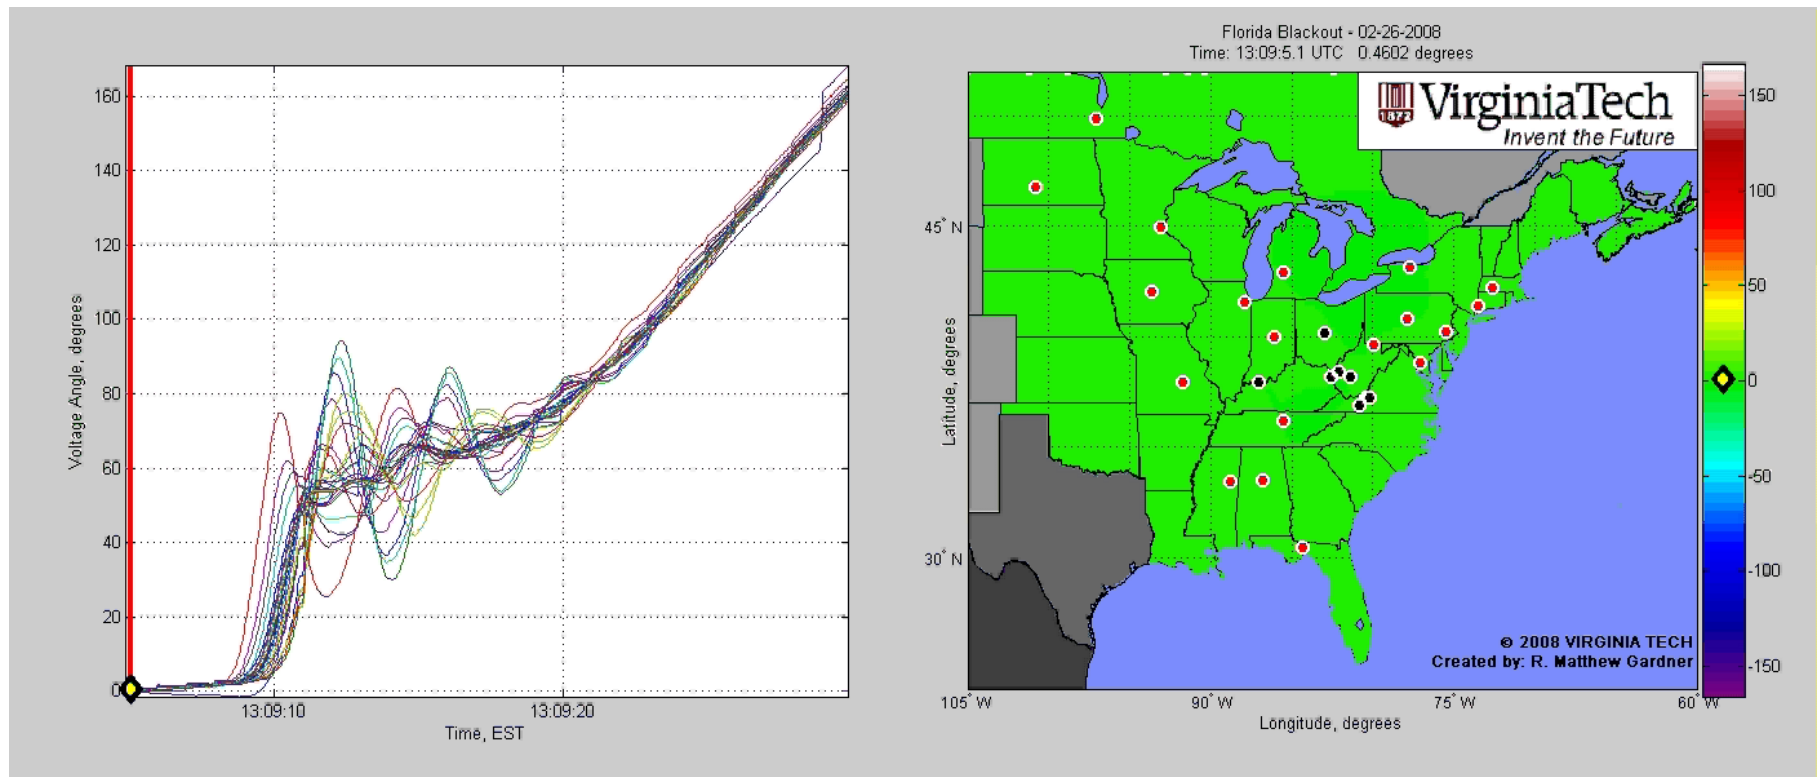 160
140
120
100
80
60
40
20
0
Voltage Angle, degrees
13:09:10
13:09:20
Time, EST
Florida Blackout - 02-26-2008
Time: 13:09:5.1 UTC 0.4602 degrees
1872
VirginiaTech
Invent the Future
45° N
30° N
Latitude, degrees
© 2008 VIRGINIA TECH
Created by: R. Matthew Gardner
105° W
90° W
75° W
60° W
Longitude, degrees
150
100
50
0
-50
-100
-150